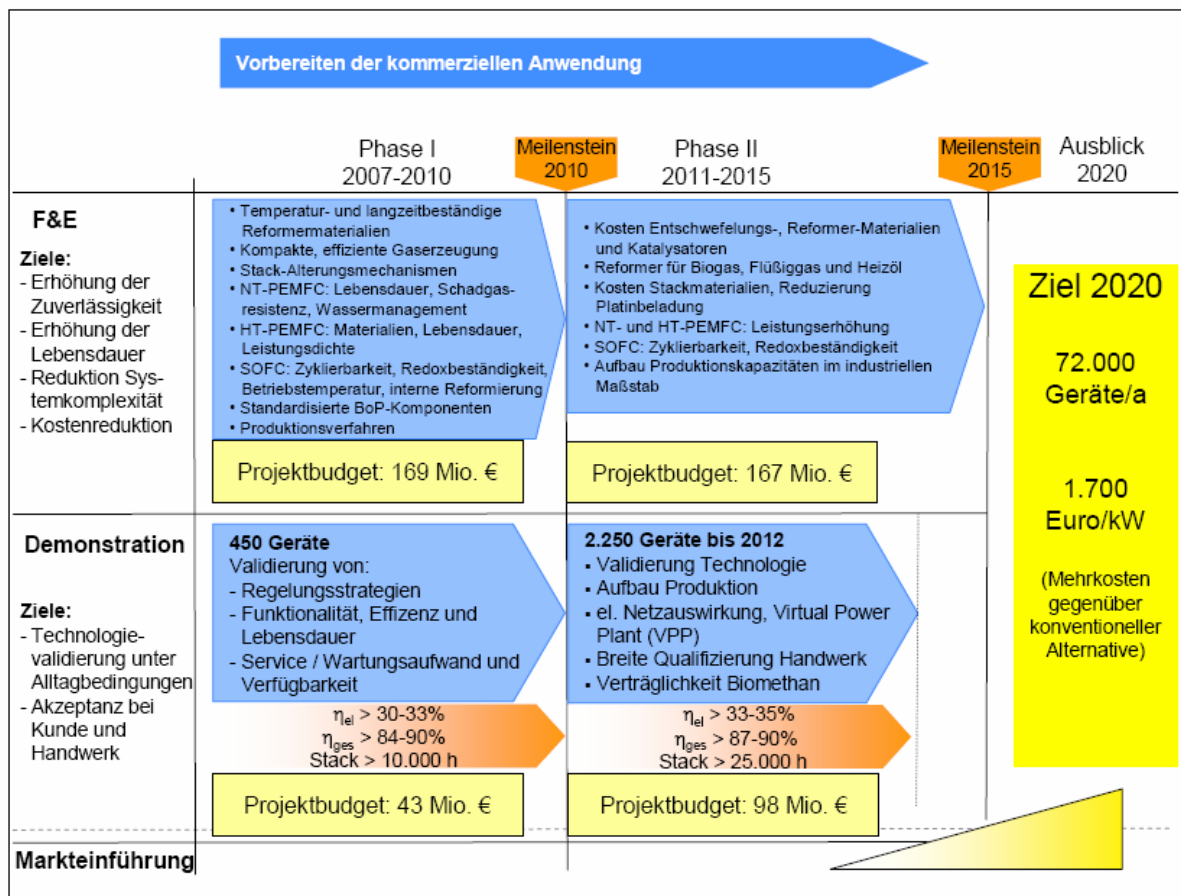 Vorbereiten der kommerziellen Anwendung
Phase I
2007-2010
Meilenstein
2010
Phase II
2011-2015
Meilenstein
2015
Ausblick
2020
F&E
Ziele:
- Erhöhung der
Zuverlässigkeit
- Erhöhung der
Lebensdauer
- Reduktion Sys-
temkomplexität
- Kostenreduktion
• Temperatur- und langzeitbeständige
Reformermaterialien
• Kompakte, effiziente Gaserzeugung
• Stack-Alterungsmechanismen
• NT-PEMFC: Lebensdauer, Schadgas-
resistenz, Wassermanagement
• HT-PEMFC: Materialien, Lebensdauer,
Leistungsdichte
• SOFC: Zyklierbarkeit, Redoxbeständigkeit,
Betriebstemperatur, interne Reformierung
• Standardisierte BoP-Komponenten
• Produktionsverfahren
Projektbudget: 169 Mio. €
• Kosten Entschwefelungs-, Reformer-Materialien
und Katalysatoren
• Reformer für Biogas, Flüßiggas und Heizöl
• Kosten Stackmaterialien, Reduzierung
Platinbeladung
• NT- und HT-PEMFC: Leistungserhöhung
• SOFC: Zyklierbarkeit, Redoxbeständigkeit
• Aufbau Produktionskapazitäten im industriellen
Maßstab
Projektbudget: 167 Mio. €
Ziel 2020
72.000
Geräte/a
1.700
Euro/kW
(Mehrkosten
gegenüber
konventioneller
Alternative)
Demonstration
Ziele:
- Technologie-
validierung unter
Alltagbedingungen
- Akzeptanz bei
Kunde und
Handwerk
450 Geräte
Validierung von:
- Regelungsstrategien
- Funktionalität, Effizenz und
Lebensdauer
- Service / Wartungsaufwand und
Verfügbarkeit
ηel > 30-33%
ηges > 84-90%
Stack > 10.000 h
Projektbudget: 43 Mio. €
2.250 Geräte bis 2012
▪ Validierung Technologie
▪ Aufbau Produktion
▪ el. Netzauswirkung, Virtual Power
Plant (VPP)
▪ Breite Qualifizierung Handwerk
▪ Verträglichkeit Biomethan
ηel > 33-35%
ηges > 87-90%
Stack > 25.000 h
Projektbudget: 98 Mio. €
Markteinführung